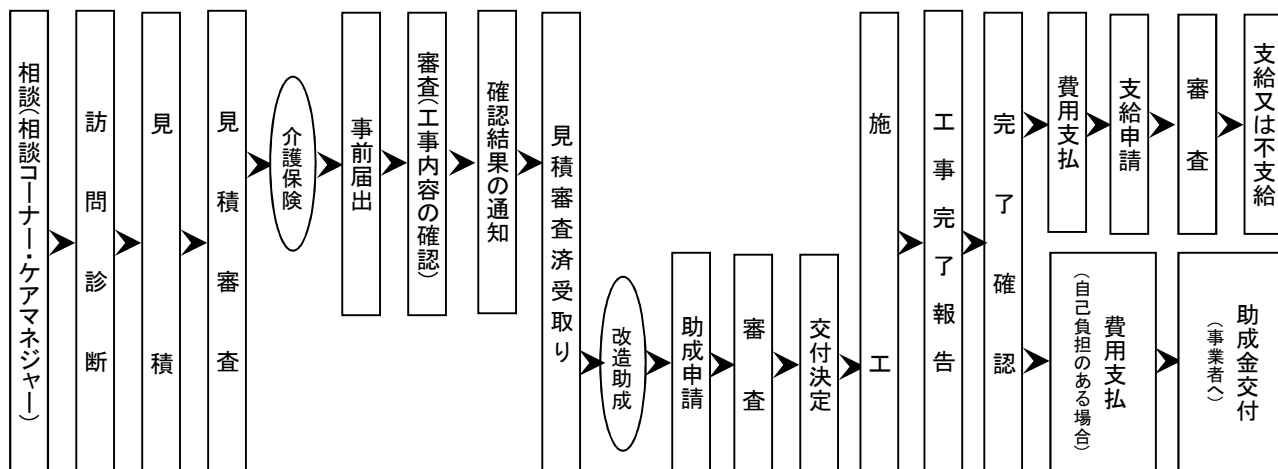 相談(相談コーナー・ケアマネジャー)
訪問診断
見積
見積審査
介護保険
事前届出
審査(工事内容の確認)
確認結果の通知
見積審査済受取り
改造助成
助成申請
審査
交付決定
施工
工事完了報告
完了確認
費用支払
支給申請
審査
支給又は不支給
費用支払
(自己負担のある場合)
助成金交付
(事業者へ)